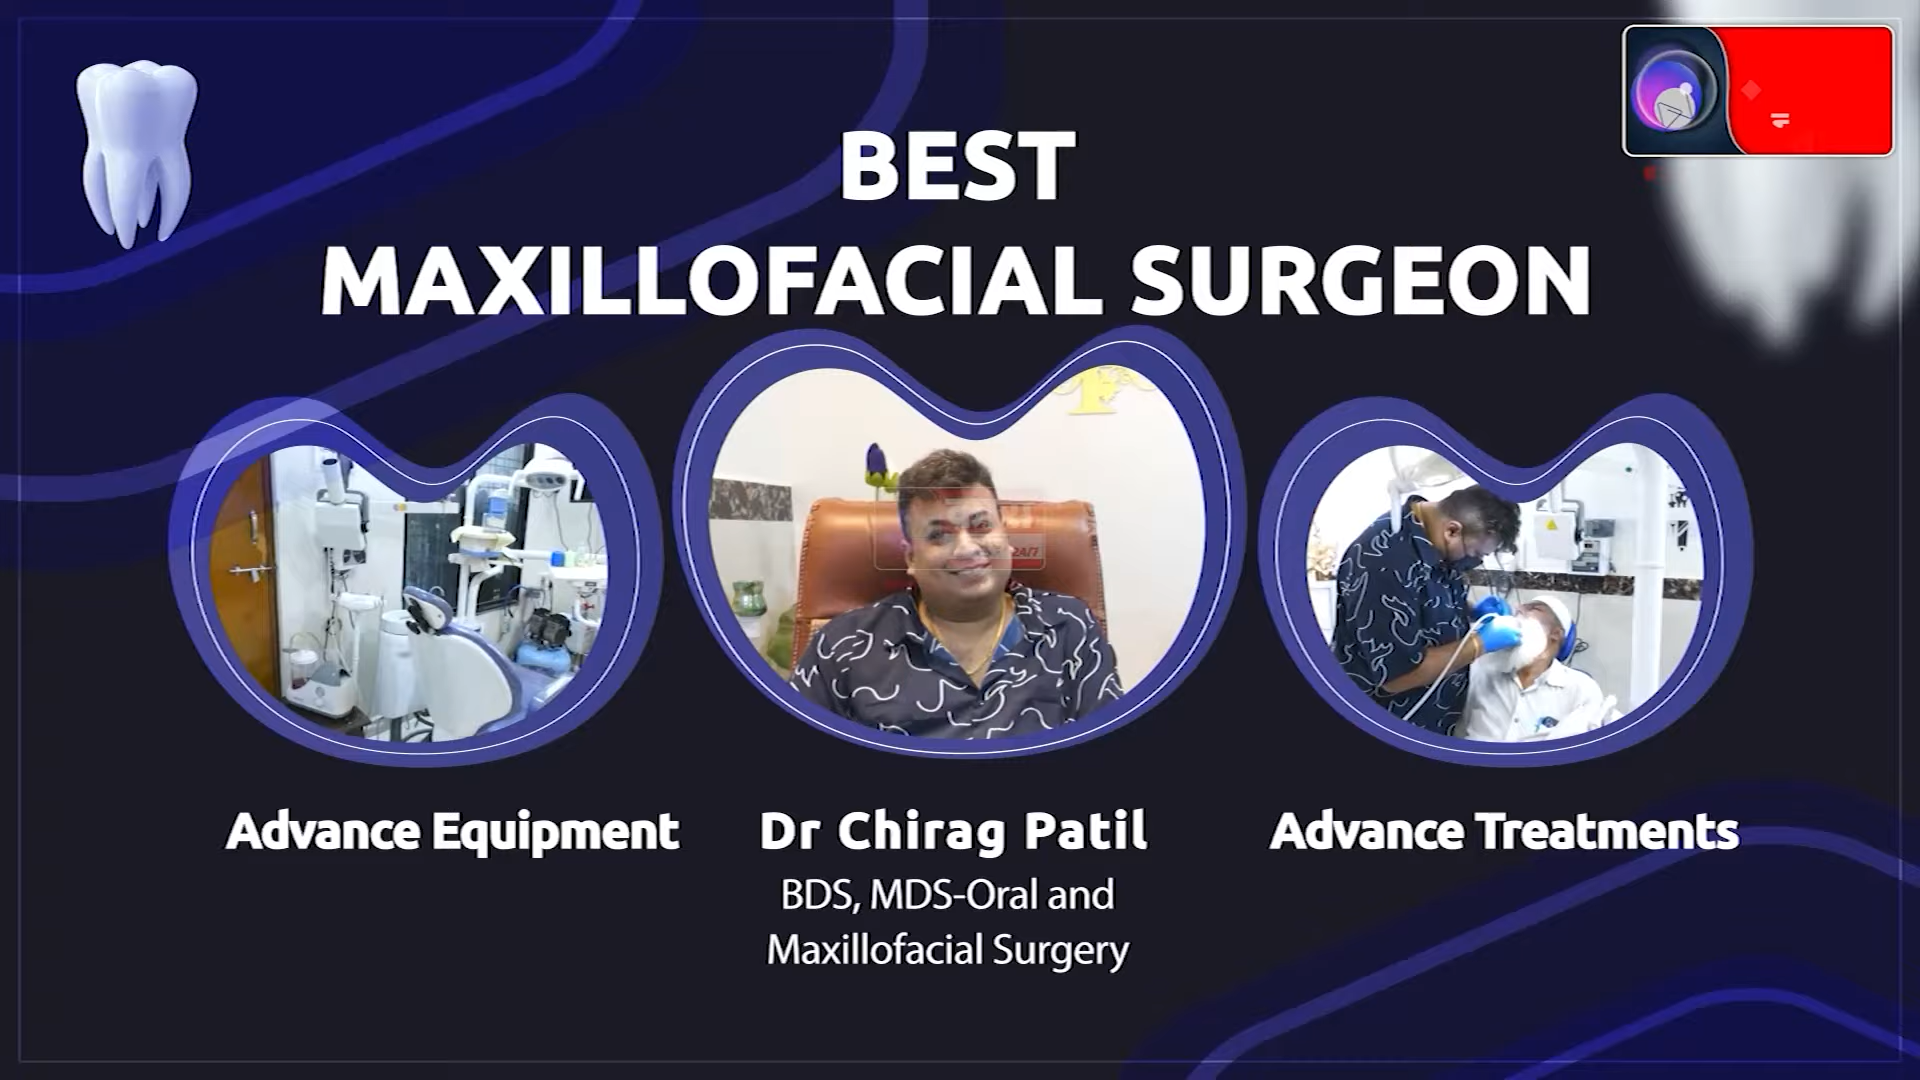 BEST
MAXILLOFACIAL SURGEON
Advance Equipment
Dr Chirag Patil
BDS, MDS-Oral and
Maxillofacial Surgery
Advance Treatments